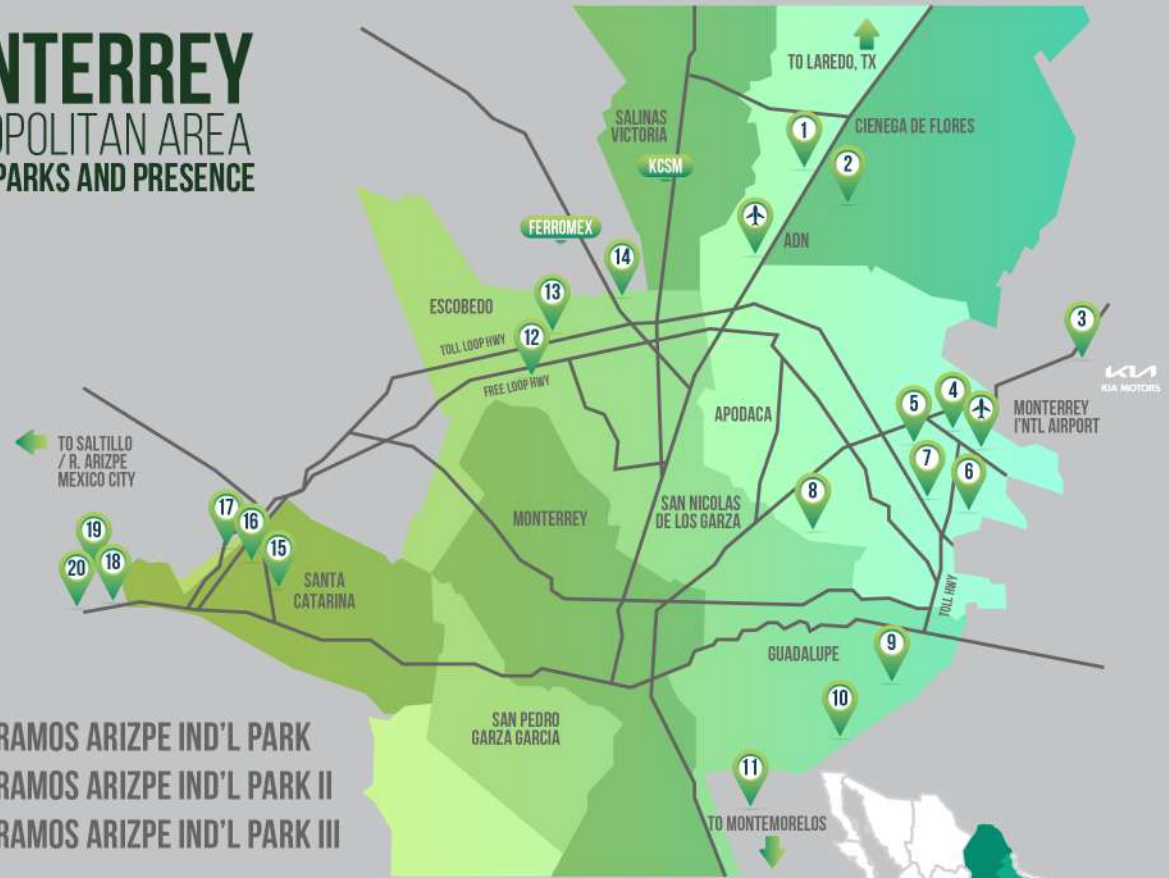 NTERREY
OPOLITAN AREA
PARKS AND PRESENCE
TO LAREDO, TX
SALINAS
VICTORIA
KCSM
1
CIENEGA DE FLORES
2
FERROMEX
ADN
14
13
ESCOBEDO
12
TOLL LOOP HWY
FREE LOOP HWY
3
KIA
KIA MOTORS
4
5
MONTERREY
I'NTL AIRPORT
APODACA
TO SALTILLO
/ R. ARIZPE
MEXICO CITY
7
6
8
SAN NICOLAS
DE LOS GARZA
MONTERREY
17
16
15
19
20
18
SANTA
CATARINA
TOLL HWY
GUADALUPE
9
10
SAN PEDRO
GARZA GARCIA
11
TO MONTEMORELOS
RAMOS ARIZPE IND'L PARK
RAMOS ARIZPE IND'L PARK II
RAMOS ARIZPE IND'L PARK III